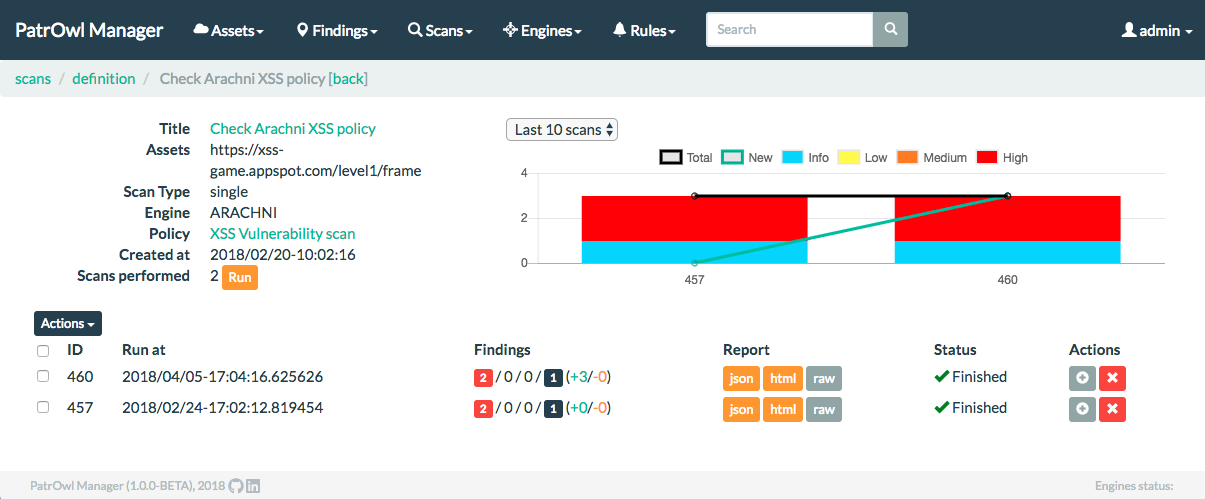 PatrOwl Manager Assets Findings Scans Engines Rules Search admin
scans / definition / Check Arachni XSS policy [back]
Title Check Arachni XSS policy
Assets https://xss-
game.appspot.com/level1/frame
Scan Type single
Engine ARACHNI
Policy XSS Vulnerability scan
Created at 2018/02/20-10:02:16
Scans performed 2 Run
Last 10 scans
Total New Info Low Medium High
4
2
0
457 460
Actions
ID Run at Findings Report Status Actions
460 2018/04/05-17:04:16.625626 2 / 0 / 0 / 1 (+3/-0) json html raw Finished
457 2018/02/24-17:02:12.819454 2 / 0 / 0 / 1 (+0/-0) json html raw Finished
PatrOwl Manager (1.0.0-BETA), 2018 Engines status: